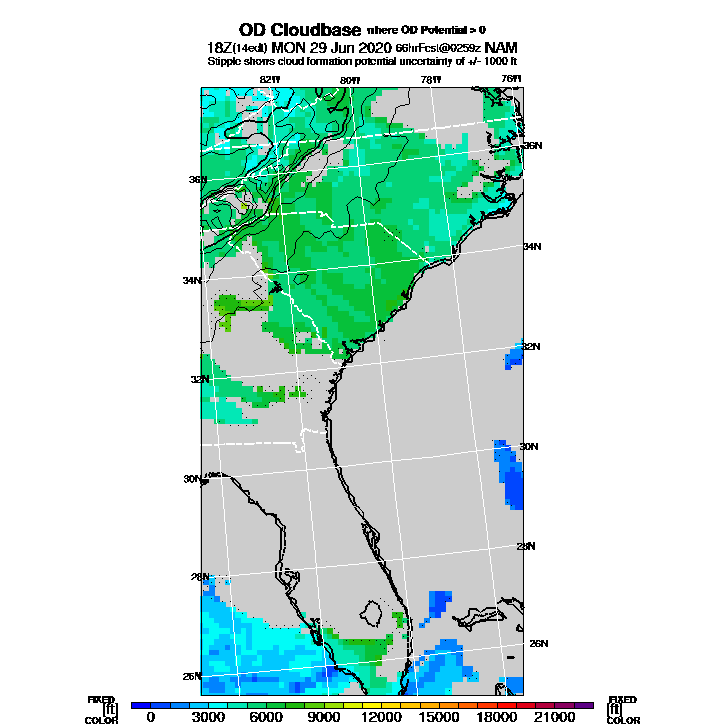 OD Cloudbase where OD Potential > 0
18Z(14edt) MON 29 Jun 2020 66hrFcst@0259z NAM
Stipple shows cloud formation potential uncertainty of +/- 1000 ft
82W 80W 78W 76W
36N
36N
34N
34N
32N
32N
30N
30N
28N
28N
26N
26N
FIXED FIXED
[ft] [ft]
COLOR 0 3000 6000 9000 12000 15000 18000 21000 COLOR